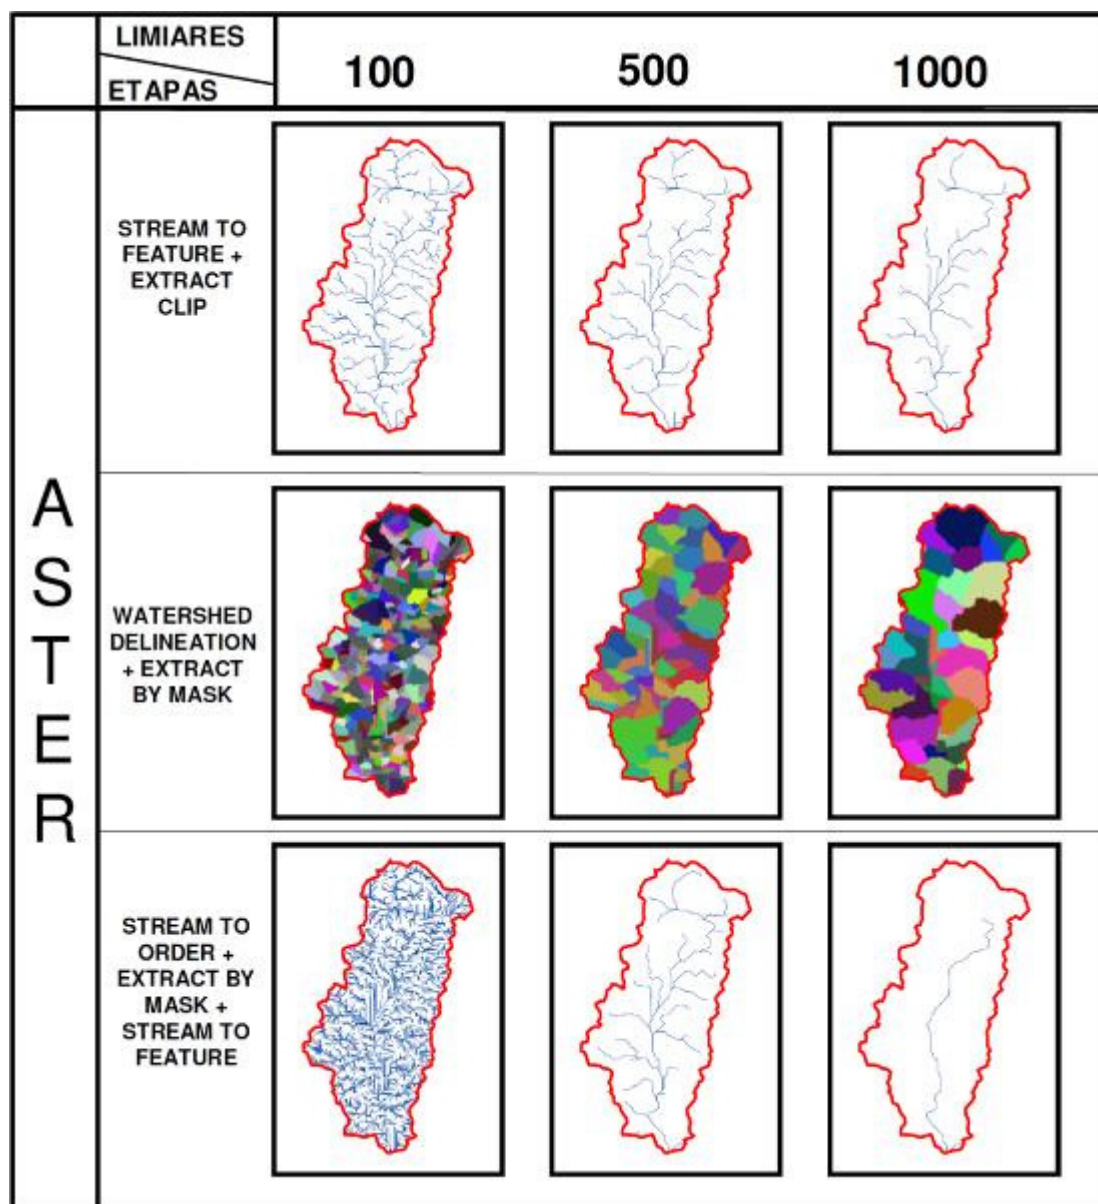 LIMIARES
ETAPAS
100
500
1000
ASTER
STREAM TO
FEATURE +
EXTRACT
CLIP
WATERSHED
DELINEATION
+ EXTRACT
BY MASK
STREAM TO
ORDER +
EXTRACT BY
MASK +
STREAM TO
FEATURE